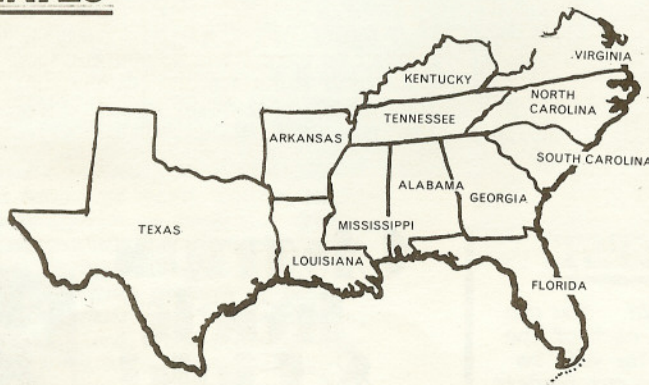 VIRGINIA
KENTUCKY
NORTH
CAROLINA
TENNESSEE
ARKANSAS
SOUTH CAROLINA
ALABAMA
GEORGIA
MISSISSIPPI
TEXAS
LOUISIANA
FLORIDA